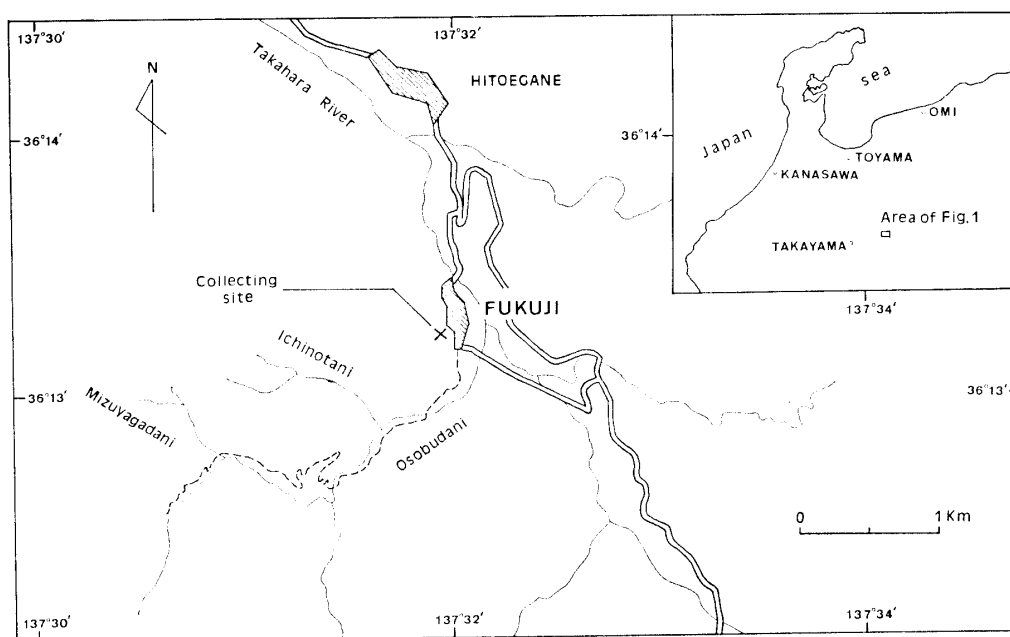 137°30′
137°32′
N
Takahara River
HITOEGANE
36°14′
36°14′
Japan
sea
OMI
TOYAMA
KANASAWA
Area of Fig.1
TAKAYAMA
137°34′
Collecting
site
FUKUJI
Ichinotani
36°13′
36°13′
Mizuyagadani
Osobudani
0
1 Km
137°30′
137°32′
137°34′